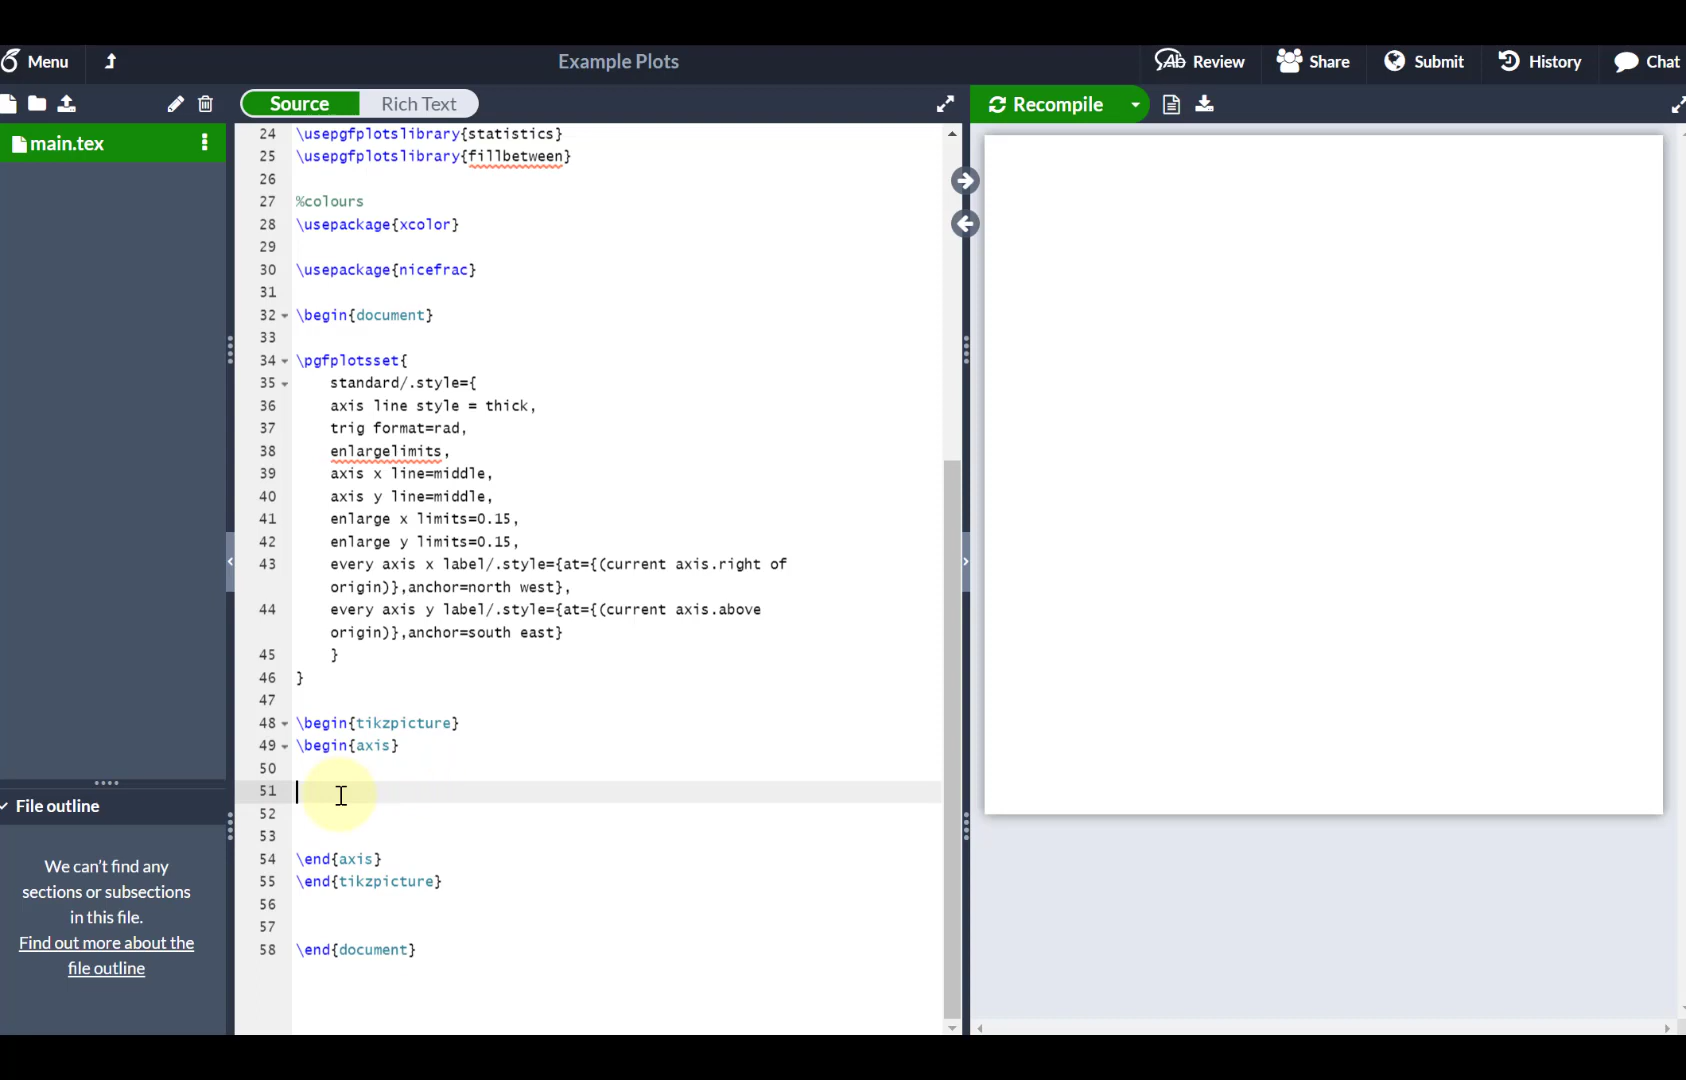 Menu
Example Plots
Review
Share
Submit
History
Chat
Source
Rich Text
Recompile
main.tex
24 \usepgfplotslibrary{statistics}
25 \usepgfplotslibrary{fillbetween}
26
27 %colours
28 \usepackage{xcolor}
29
30 \usepackage{nicefrac}
31
32 \begin{document}
33
34 \pgfplotsset{
35 standard/.style={
36 axis line style = thick,
37 trig format=rad,
38 enlargelimits,
39 axis x line=middle,
40 axis y line=middle,
41 enlarge x limits=0.15,
42 enlarge y limits=0.15,
43 every axis x label/.style={at={(current axis.right of
origin)},anchor=north west},
44 every axis y label/.style={at={(current axis.above
origin)},anchor=south east}
45 }
46 }
47
48 \begin{tikzpicture}
49 \begin{axis}
50
51
52
53
54 \end{axis}
55 \end{tikzpicture}
56
57
58 \end{document}
File outline
We can't find any
sections or subsections
in this file.
Find out more about the
file outline